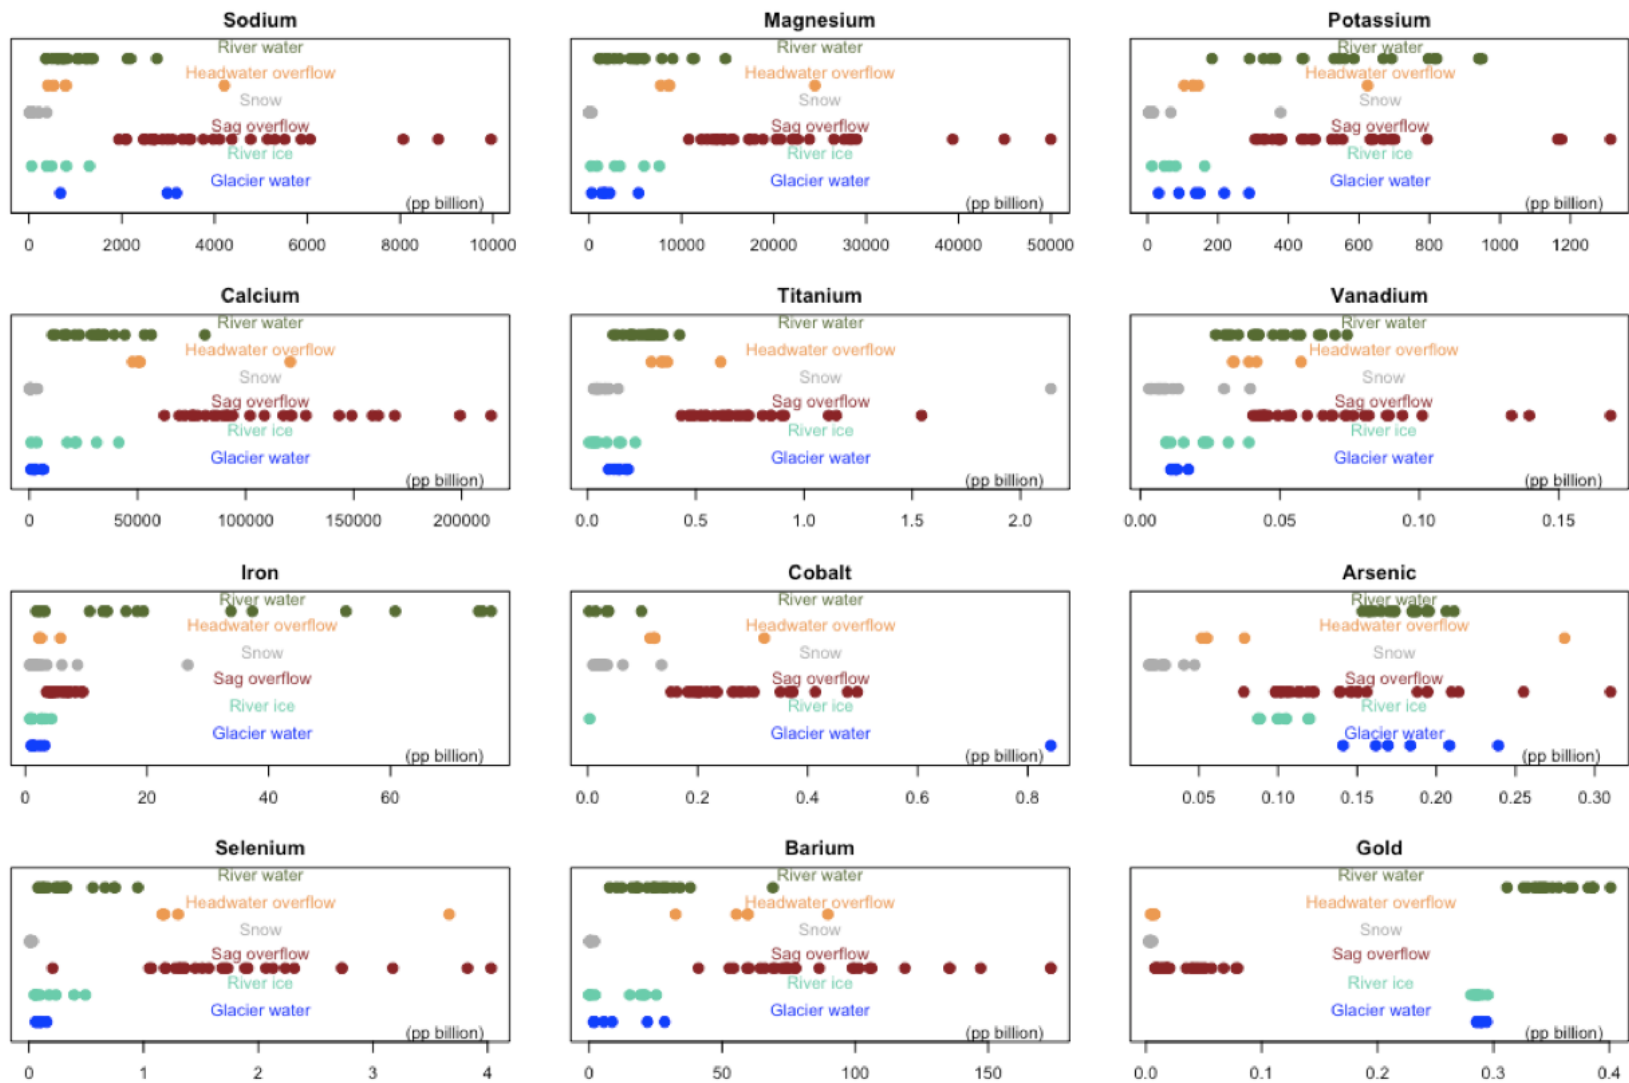 Sodium
River water
Headwater overflow
Snow
Sag overflow
River ice
Glacier water
(pp billion)
0 2000 4000 6000 8000 10000
Magnesium
River water
Headwater overflow
Snow
Sag overflow
River ice
Glacier water
(pp billion)
0 10000 20000 30000 40000 50000
Potassium
River water
Headwater overflow
Snow
Sag overflow
River ice
Glacier water
(pp billion)
0 200 400 600 800 1000 1200
Calcium
River water
Headwater overflow
Snow
Sag overflow
River ice
Glacier water
(pp billion)
0 50000 100000 150000 200000
Titanium
River water
Headwater overflow
Snow
Sag overflow
River ice
Glacier water
(pp billion)
0.0 0.5 1.0 1.5 2.0
Vanadium
River water
Headwater overflow
Snow
Sag overflow
River ice
Glacier water
(pp billion)
0.00 0.05 0.10 0.15
Iron
River water
Headwater overflow
Snow
Sag overflow
River ice
Glacier water
(pp billion)
0 20 40 60
Cobalt
River water
Headwater overflow
Snow
Sag overflow
River ice
Glacier water
(pp billion)
0.0 0.2 0.4 0.6 0.8
Arsenic
River water
Headwater overflow
Snow
Sag overflow
River ice
Glacier water
(pp billion)
0.05 0.10 0.15 0.20 0.25 0.30
Selenium
River water
Headwater overflow
Snow
Sag overflow
River ice
Glacier water
(pp billion)
0 1 2 3 4
Barium
River water
Headwater overflow
Snow
Sag overflow
River ice
Glacier water
(pp billion)
0 50 100 150
Gold
River water
Headwater overflow
Snow
Sag overflow
River ice
Glacier water
(pp billion)
0.0 0.1 0.2 0.3 0.4